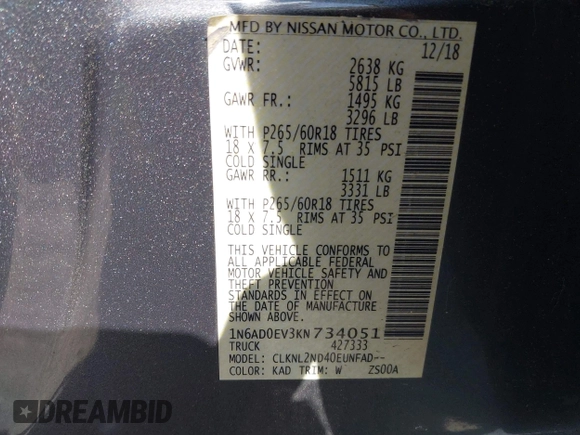 MFD BY NISSAN MOTOR CO., LTD.
DATE: 12/18
GVWR: 2638 KG
5815 LB
GAWR FR.: 1495 KG
3296 LB
WITH P265/60R18 TIRES
18 X 7.5 RIMS AT 35 PSI
COLD SINGLE
GAWR RR.: 1511 KG
3331 LB
WITH P265/60R18 TIRES
18 X 7.5 RIMS AT 35 PSI
COLD SINGLE
THIS VEHICLE CONFORMS TO
ALL APPLICABLE FEDERAL
MOTOR VEHICLE SAFETY AND
THEFT PREVENTION
STANDARDS IN EFFECT ON
THE DATE OF MANUFACTURE
SHOWN ABOVE.
1N6AD0EV3KN734051
TRUCK 427333
MODEL: CLKNL2ND40EUNFAD--
COLOR: KAD TRIM: W ZS00A
DREAMBID